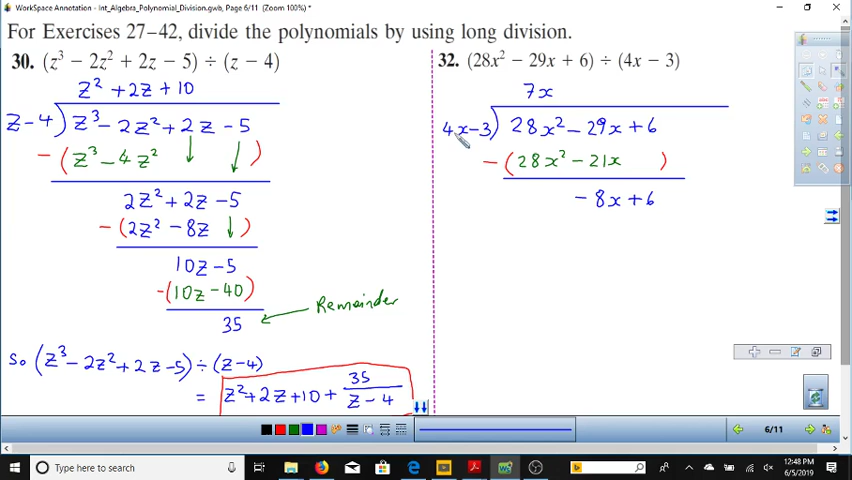 WorkSpace Annotation - Int_Algebra_Polynomial_Division.gwb, Page 6/11 (Zoom 100%) *
For Exercises 27–42, divide the polynomials by using long division.
30. (z³ − 2z² + 2z − 5) ÷ (z − 4)
z² + 2z + 10
z−4 ) z³ − 2z² + 2z − 5
− (z³ − 4z² )
2z² + 2z − 5
− (2z² − 8z )
10z − 5
−(10z − 40)
35
Remainder
So (z³ − 2z² + 2z − 5) ÷ (z − 4)
= z² + 2z + 10 + 35/(z − 4)
32. (28x² − 29x + 6) ÷ (4x − 3)
7x
4x−3 ) 28x² − 29x + 6
− (28x² − 21x )
− 8x + 6
6/11
Type here to search
12:48 PM
6/5/2019